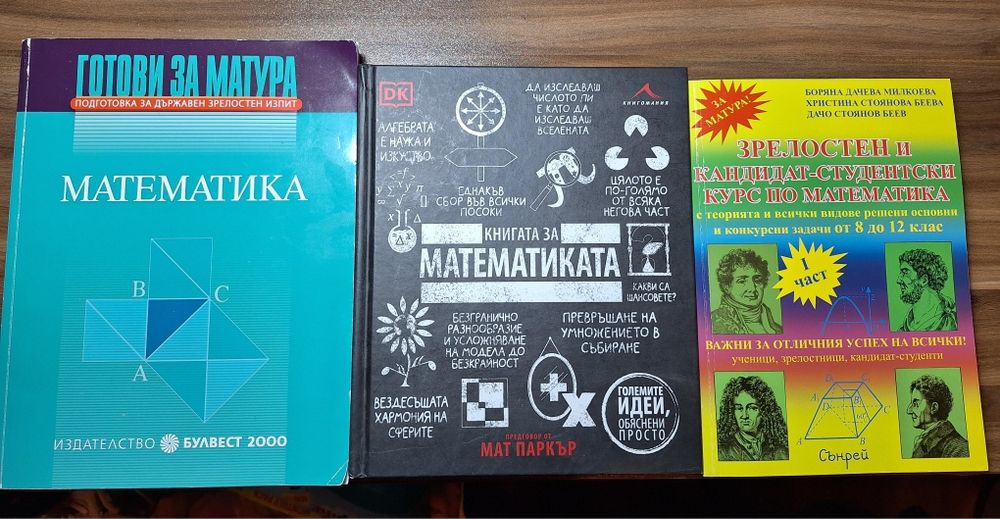 ГОТОВИ ЗА МАТУРА
ПОДГОТОВКА ЗА ДЪРЖАВЕН ЗРЕЛОСТЕН ИЗПИТ
МАТЕМАТИКА
B
C
A
ИЗДАТЕЛСТВО БУЛВЕСТ 2000
DK
КНИГОМАНИЯ
ДА ИЗСЛЕДВАШ
ЧИСЛОТО ПИ
Е КАТО ДА
ИЗСЛЕДВАШ
ВСЕЛЕНАТА
АЛГЕБРАТА
Е НАУКА И
ИЗКУСТВО
ЕДНАКЪВ
СБОР ВЪВ ВСИЧКИ
ПОСОКИ
ЦЯЛОТО Е
ПО-ГОЛЯМО
ОТ ВСЯКА
НЕГОВА ЧАСТ
КНИГАТА ЗА
МАТЕМАТИКАТА
КАКВИ СА
ШАНСОВЕТЕ?
БЕЗГРАНИЧНО
РАЗНООБРАЗИЕ
И УСЛОЖНЯВАНЕ
НА МОДЕЛА ДО
БЕЗКРАЙНОСТ
ПРЕВРЪЩАНЕ НА
УМНОЖЕНИЕТО В
СЪБИРАНЕ
ВЕЗДЕСЪЩАТА
ХАРМОНИЯ НА
СФЕРИТЕ
ГОЛЕМИТЕ
ИДЕИ,
ОБЯСНЕНИ
ПРОСТО
ПРЕДГОВОР ОТ
МАТ ПАРКЪР
ЗА
МАТУРА!
БОРЯНА ДАЧЕВА МИЛКОЕВА
ХРИСТИНА СТОЯНОВА БЕЕВА
ДАЧО СТОЯНОВ БЕЕВ
ЗРЕЛОСТЕН и
КАНДИДАТ-СТУДЕНТСКИ
КУРС ПО МАТЕМАТИКА
с теорията и всички видове решени основни
и конкурсни задачи от 8 до 12 клас
I
част
ВАЖНИ ЗА ОТЛИЧНИЯ УСПЕХ НА ВСИЧКИ!
ученици, зрелостници, кандидат-студенти
Сънрей